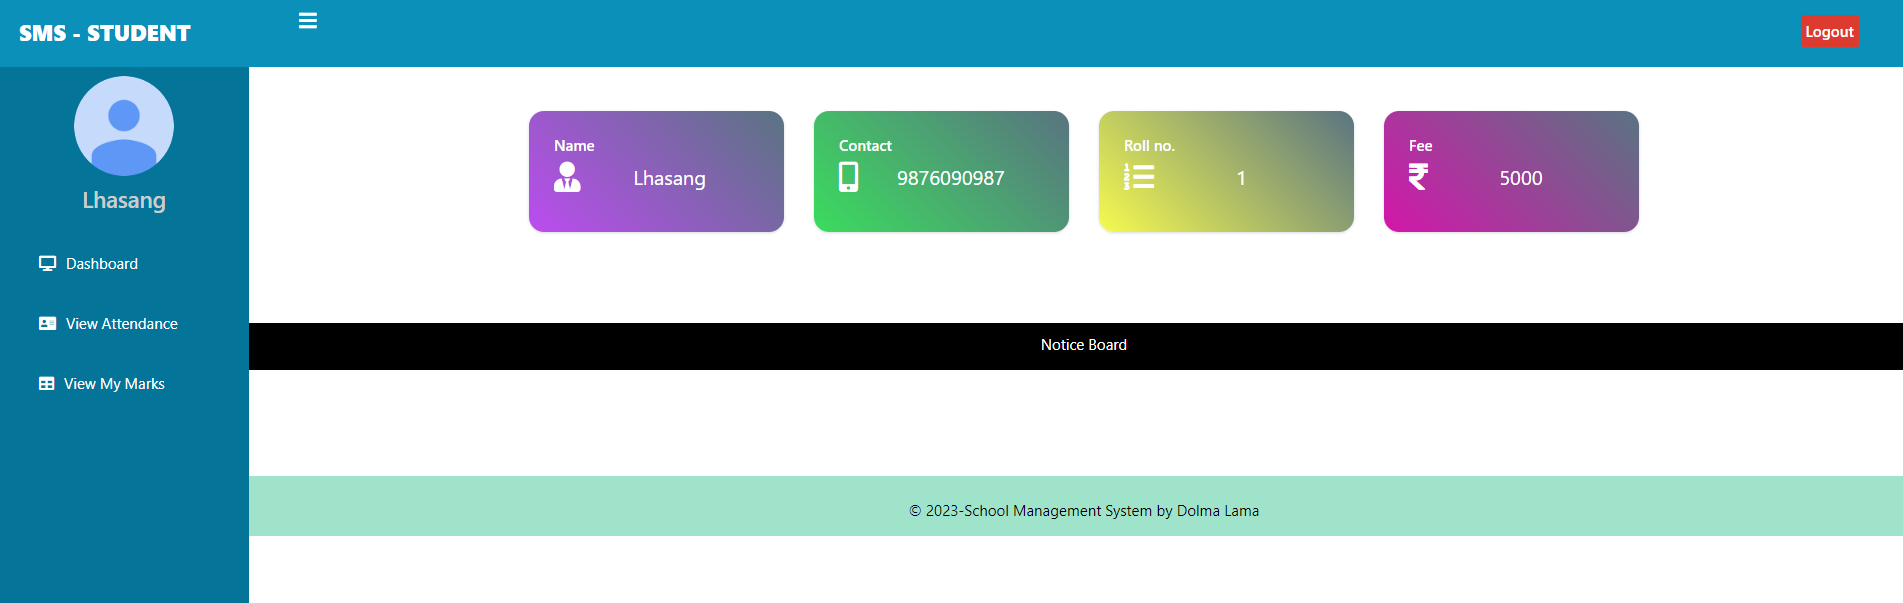 SMS - STUDENT
Logout
Lhasang
Dashboard
View Attendance
View My Marks
Name
Lhasang
Contact
9876090987
Roll no.
1
Fee
5000
Notice Board
© 2023-School Management System by Dolma Lama